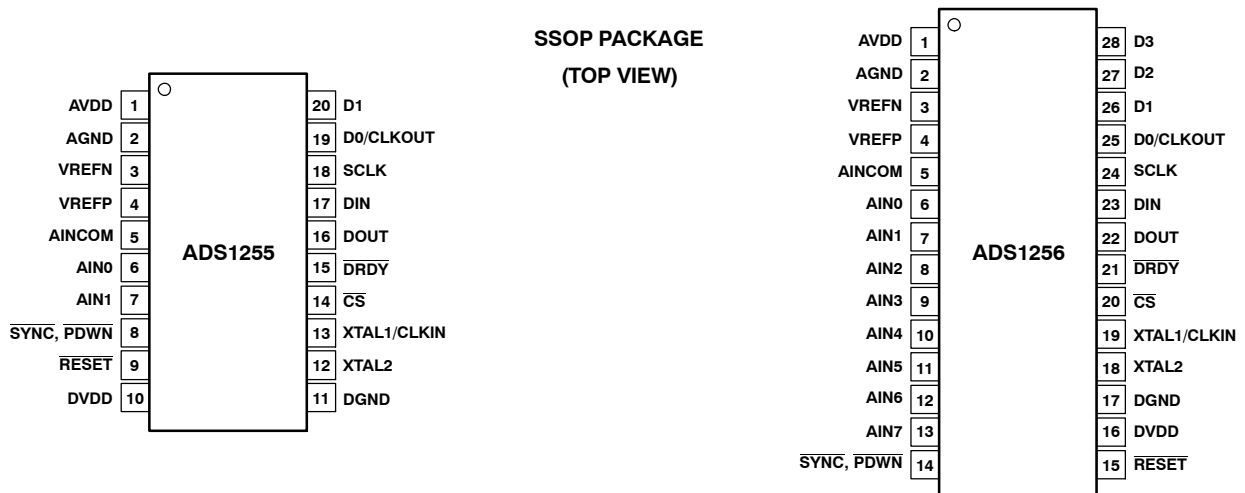 SSOP PACKAGE
(TOP VIEW)
AVDD 1 20 D1
AGND 2 19 D0/CLKOUT
VREFN 3 18 SCLK
VREFP 4 17 DIN
AINCOM 5 16 DOUT
AIN0 6 15 DRDY
AIN1 7 14 CS
SYNC, PDWN 8 13 XTAL1/CLKIN
RESET 9 12 XTAL2
DVDD 10 11 DGND
ADS1255
AVDD 1 28 D3
AGND 2 27 D2
VREFN 3 26 D1
VREFP 4 25 D0/CLKOUT
AINCOM 5 24 SCLK
AIN0 6 23 DIN
AIN1 7 22 DOUT
AIN2 8 21 DRDY
AIN3 9 20 CS
AIN4 10 19 XTAL1/CLKIN
AIN5 11 18 XTAL2
AIN6 12 17 DGND
AIN7 13 16 DVDD
SYNC, PDWN 14 15 RESET
ADS1256